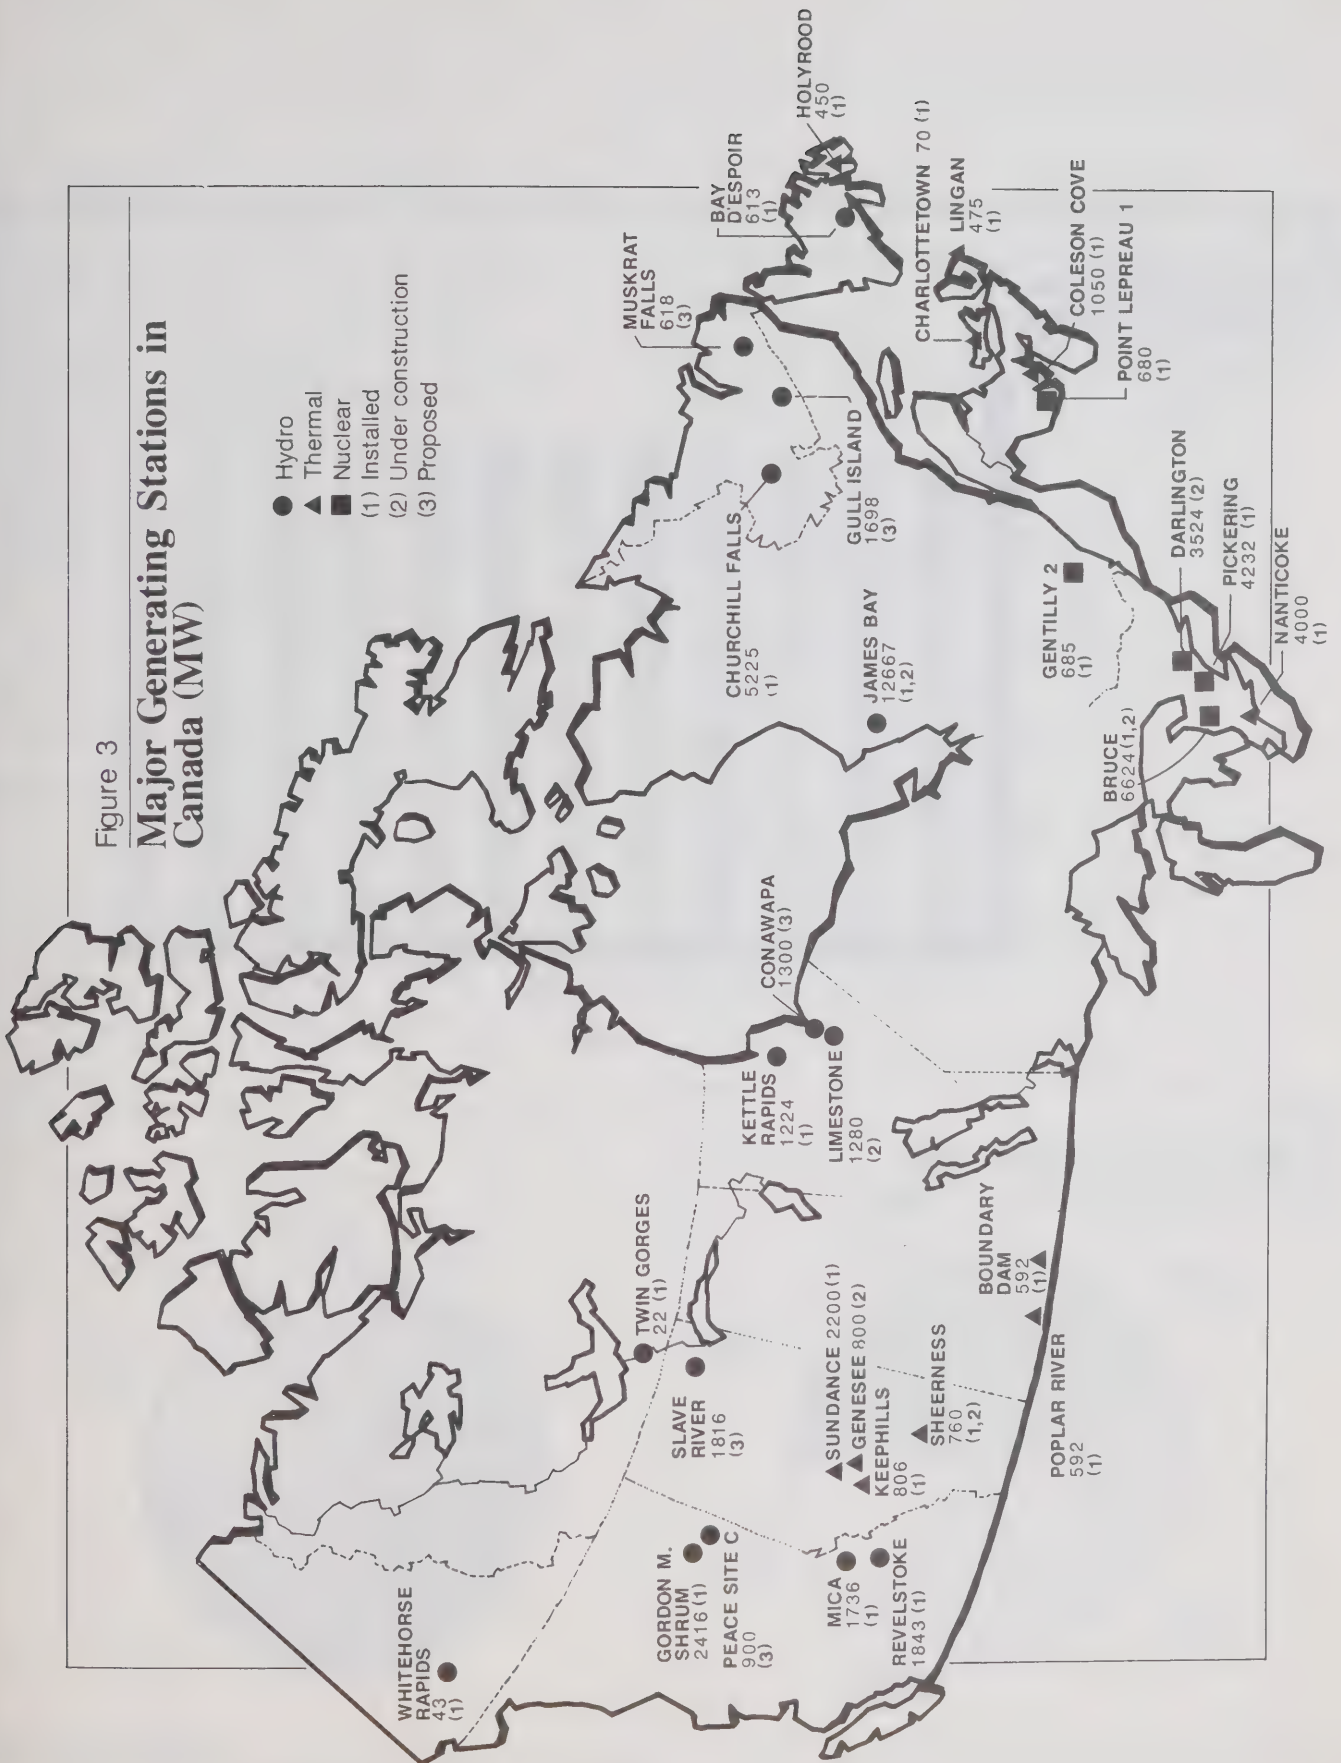 Figure 3
Major Generating Stations in
Canada (MW)
Hydro
Thermal
Nuclear
(1) Installed
(2) Under construction
(3) Proposed
WHITEHORSE
RAPIDS
43
(1)
GORDON M.
SHRUM
2416 (1)
PEACE SITE C
900
(3)
MICA
1736
(1)
REVELSTOKE
1843 (1)
TWIN GORGES
22 (1)
SLAVE
RIVER
1816
(3)
SUNDANCE 2200 (1)
GENESEE 800 (2)
KEEPHILLS
806
(1)
SHEERNESS
760
(1,2)
POPLAR RIVER
592
(1)
BOUNDARY
DAM
592
(1)
KETTLE
RAPIDS
1224
(1)
LIMESTONE
1280
(2)
CONAWAPA
1300 (3)
JAMES BAY
12667
(1,2)
CHURCHILL FALLS
5225
(1)
GULL ISLAND
1698
(3)
MUSKRAT
FALLS
618
(3)
BAY
D'ESPOIR
613
(1)
HOLYROOD
450
(1)
CHARLOTTETOWN 70 (1)
LINGAN
475
(1)
COLESON COVE
1050 (1)
POINT LEPREAU 1
680
(1)
GENTILLY 2
685
(1)
DARLINGTON
3524 (2)
PICKERING
4232 (1)
NANTICOKE
4000
(1)
BRUCE
6624 (1,2)